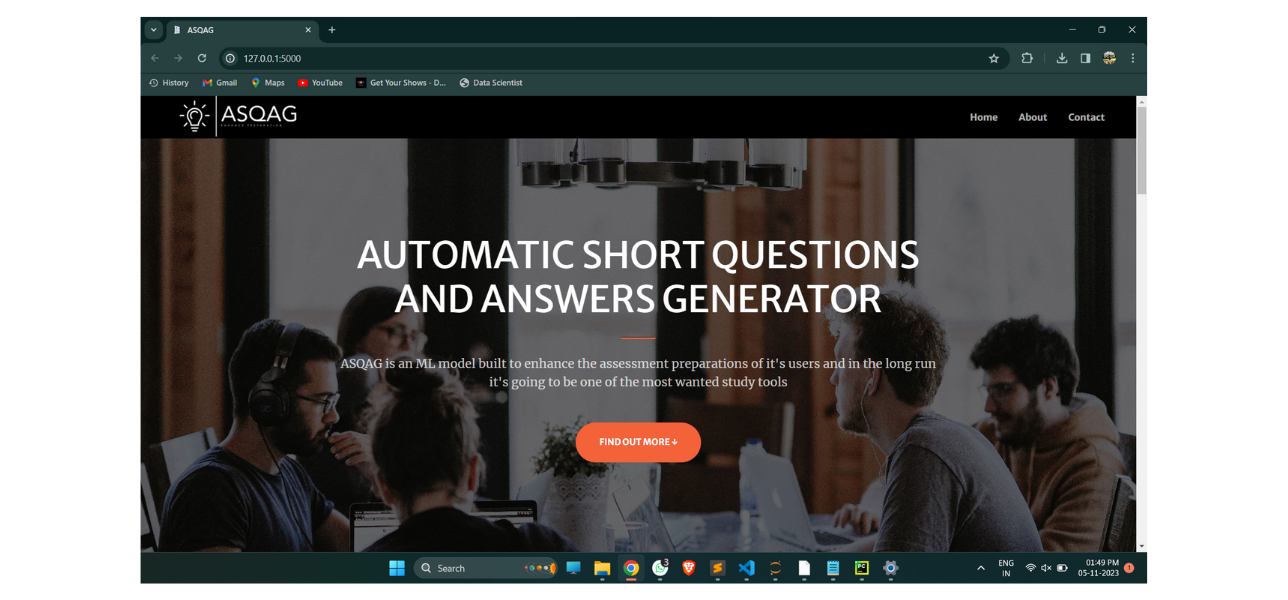 ASQAG
127.0.0.1:5000
History Gmail Maps YouTube Get Your Shows - D... Data Scientist
ASQAG
Home About Contact
AUTOMATIC SHORT QUESTIONS
AND ANSWERS GENERATOR
ASQAG is an ML model built to enhance the assessment preparations of it's users and in the long run
it's going to be one of the most wanted study tools
FIND OUT MORE ↓
Search
3
PC
ENG
IN
01:49 PM
05-11-2023
1